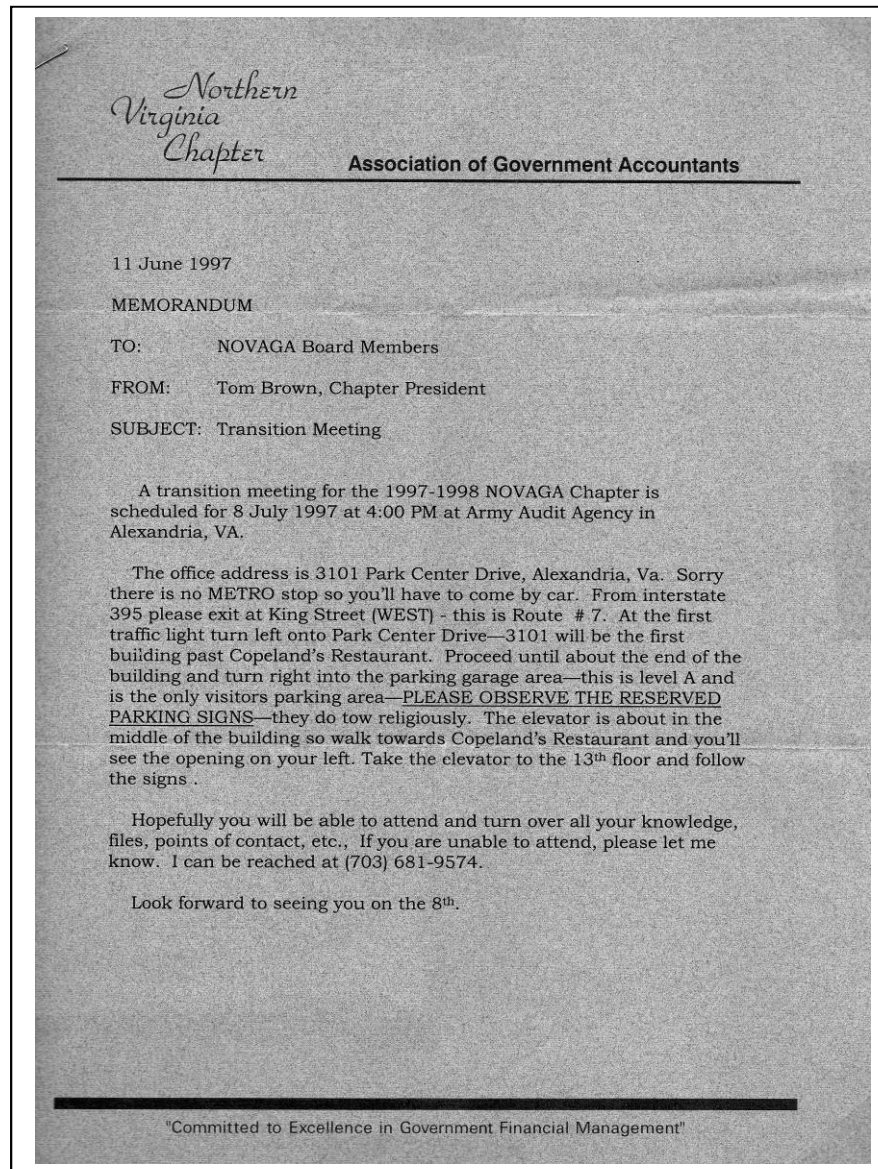 Northern
Virginia
Chapter
Association of Government Accountants
11 June 1997
MEMORANDUM
TO: NOVAGA Board Members
FROM: Tom Brown, Chapter President
SUBJECT: Transition Meeting
A transition meeting for the 1997-1998 NOVAGA Chapter is
scheduled for 8 July 1997 at 4:00 PM at Army Audit Agency in
Alexandria, VA.
The office address is 3101 Park Center Drive, Alexandria, Va. Sorry
there is no METRO stop so you'll have to come by car. From interstate
395 please exit at King Street (WEST) - this is Route # 7. At the first
traffic light turn left onto Park Center Drive—3101 will be the first
building past Copeland's Restaurant. Proceed until about the end of the
building and turn right into the parking garage area—this is level A and
is the only visitors parking area—PLEASE OBSERVE THE RESERVED
PARKING SIGNS—they do tow religiously. The elevator is about in the
middle of the building so walk towards Copeland's Restaurant and you'll
see the opening on your left. Take the elevator to the 13th floor and follow
the signs .
Hopefully you will be able to attend and turn over all your knowledge,
files, points of contact, etc., If you are unable to attend, please let me
know. I can be reached at (703) 681-9574.
Look forward to seeing you on the 8th.
"Committed to Excellence in Government Financial Management"